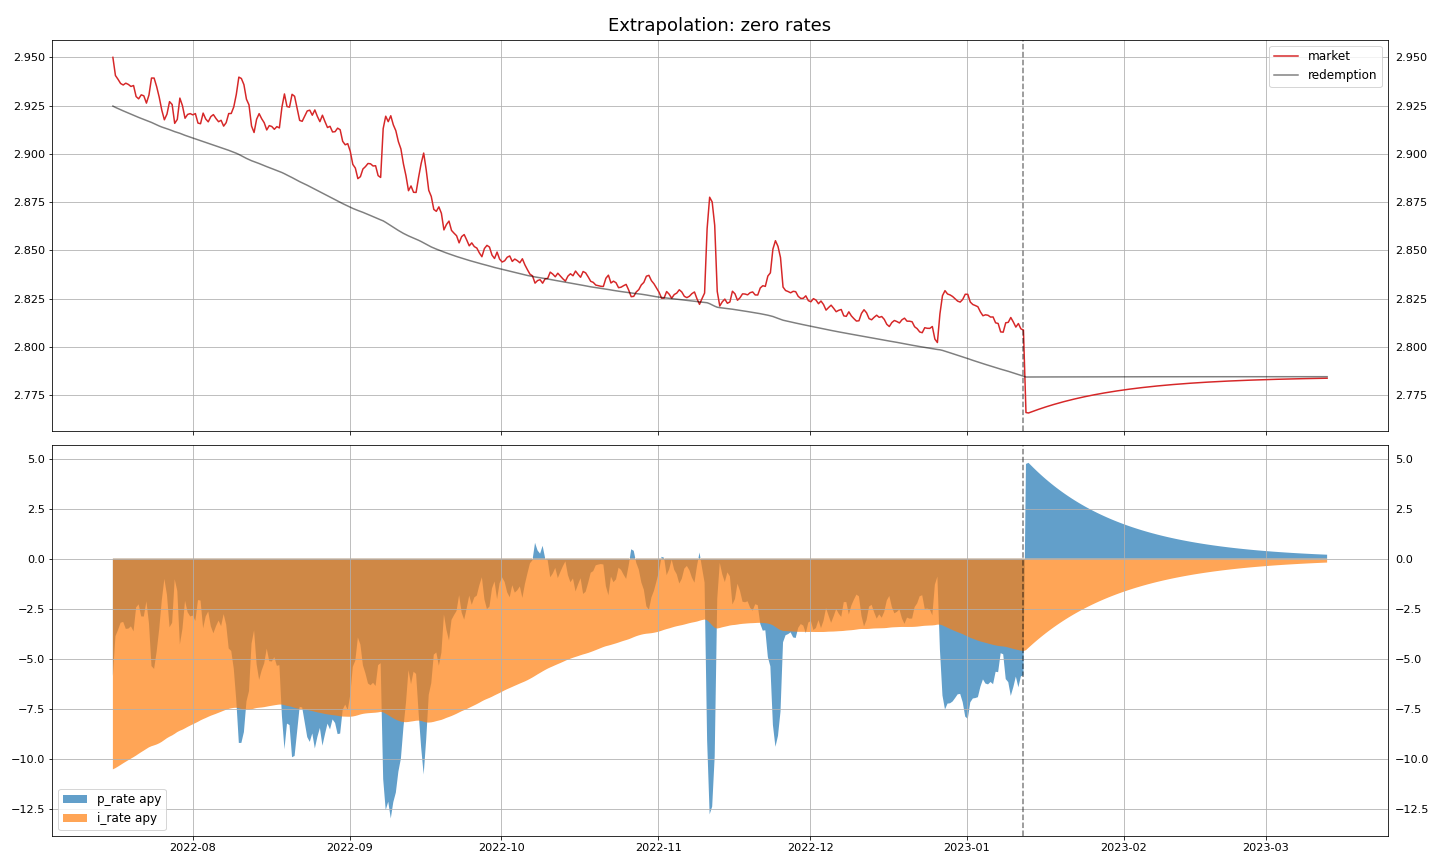 Extrapolation: zero rates
market
redemption
2.950 2.950
2.925 2.925
2.900 2.900
2.875 2.875
2.850 2.850
2.825 2.825
2.800 2.800
2.775 2.775
5.0 5.0
2.5 2.5
0.0 0.0
−2.5 −2.5
−5.0 −5.0
−7.5 −7.5
−10.0 −10.0
−12.5 −12.5
p_rate apy
i_rate apy
2022-08 2022-09 2022-10 2022-11 2022-12 2023-01 2023-02 2023-03